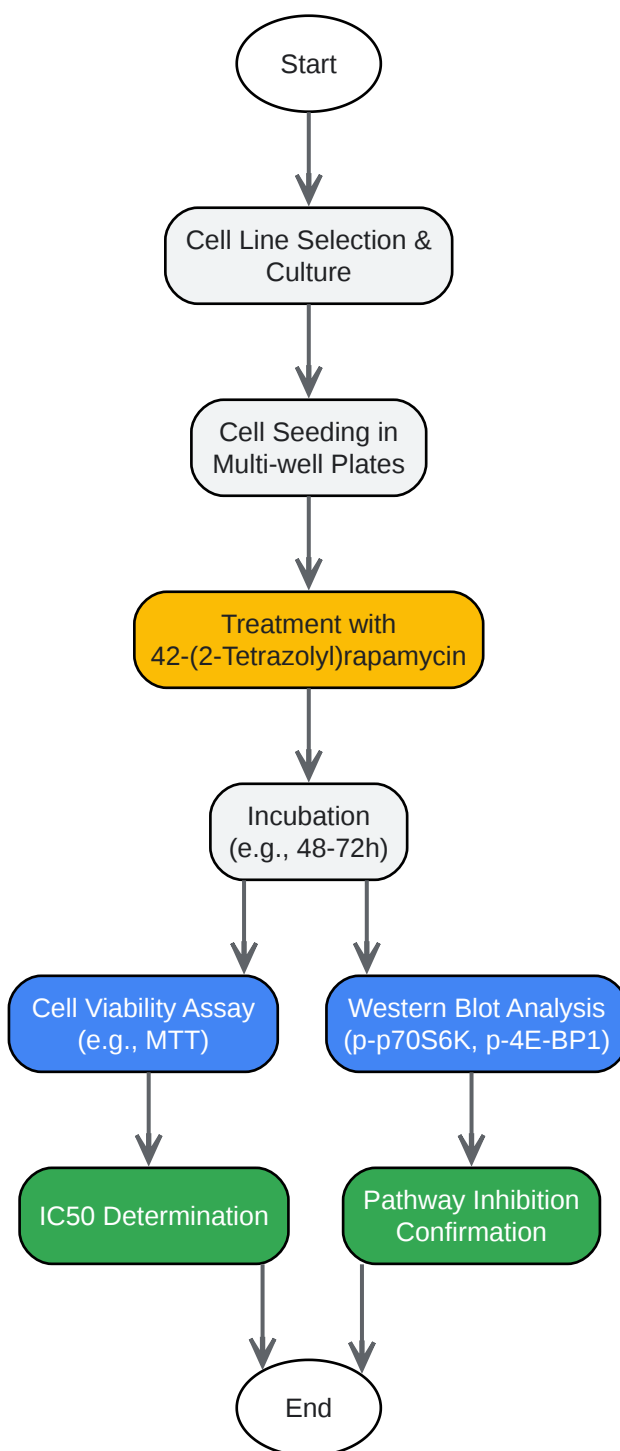 Start
Cell Line Selection &
Culture
Cell Seeding in
Multi-well Plates
Treatment with
42-(2-Tetrazolyl)rapamycin
Incubation
(e.g., 48-72h)
Cell Viability Assay
(e.g., MTT)
Western Blot Analysis
(p-p70S6K, p-4E-BP1)
IC50 Determination
Pathway Inhibition
Confirmation
End